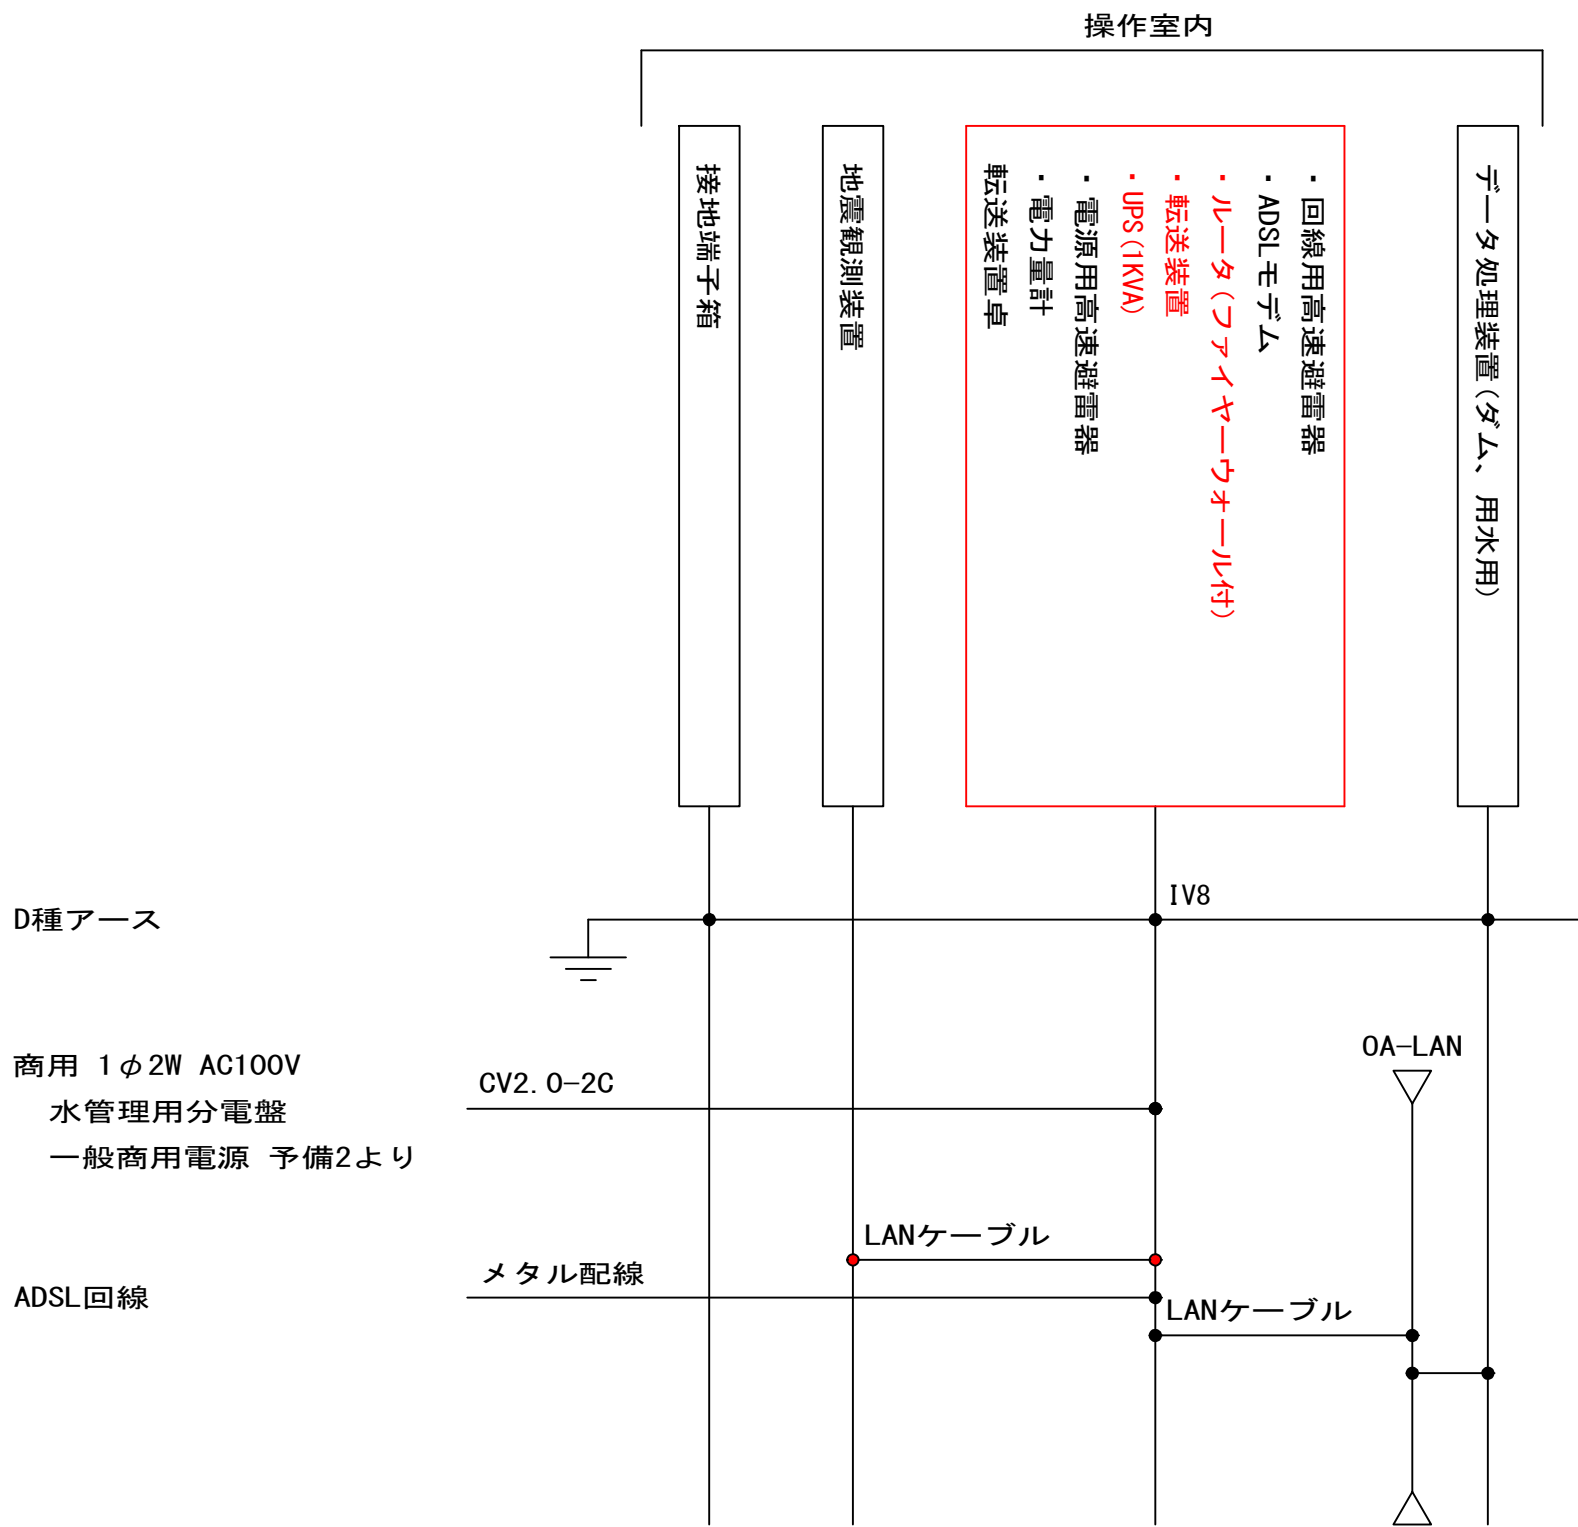 操作室内
接地端子箱
地震観測装置
転送装置卓
・電力量計
・電源用高速避雷器
・UPS(1KVA)
・転送装置
・ルータ(ファイヤーウォール付)
・ADSLモデム
・回線用高速避雷器
データ処理装置(ダム、用水用)
IV8
D種アース
OA-LAN
商用 1φ2W AC100V
CV2.0-2C
水管理用分電盤
一般商用電源 予備2より
LANケーブル
メタル配線
ADSL回線
LANケーブル